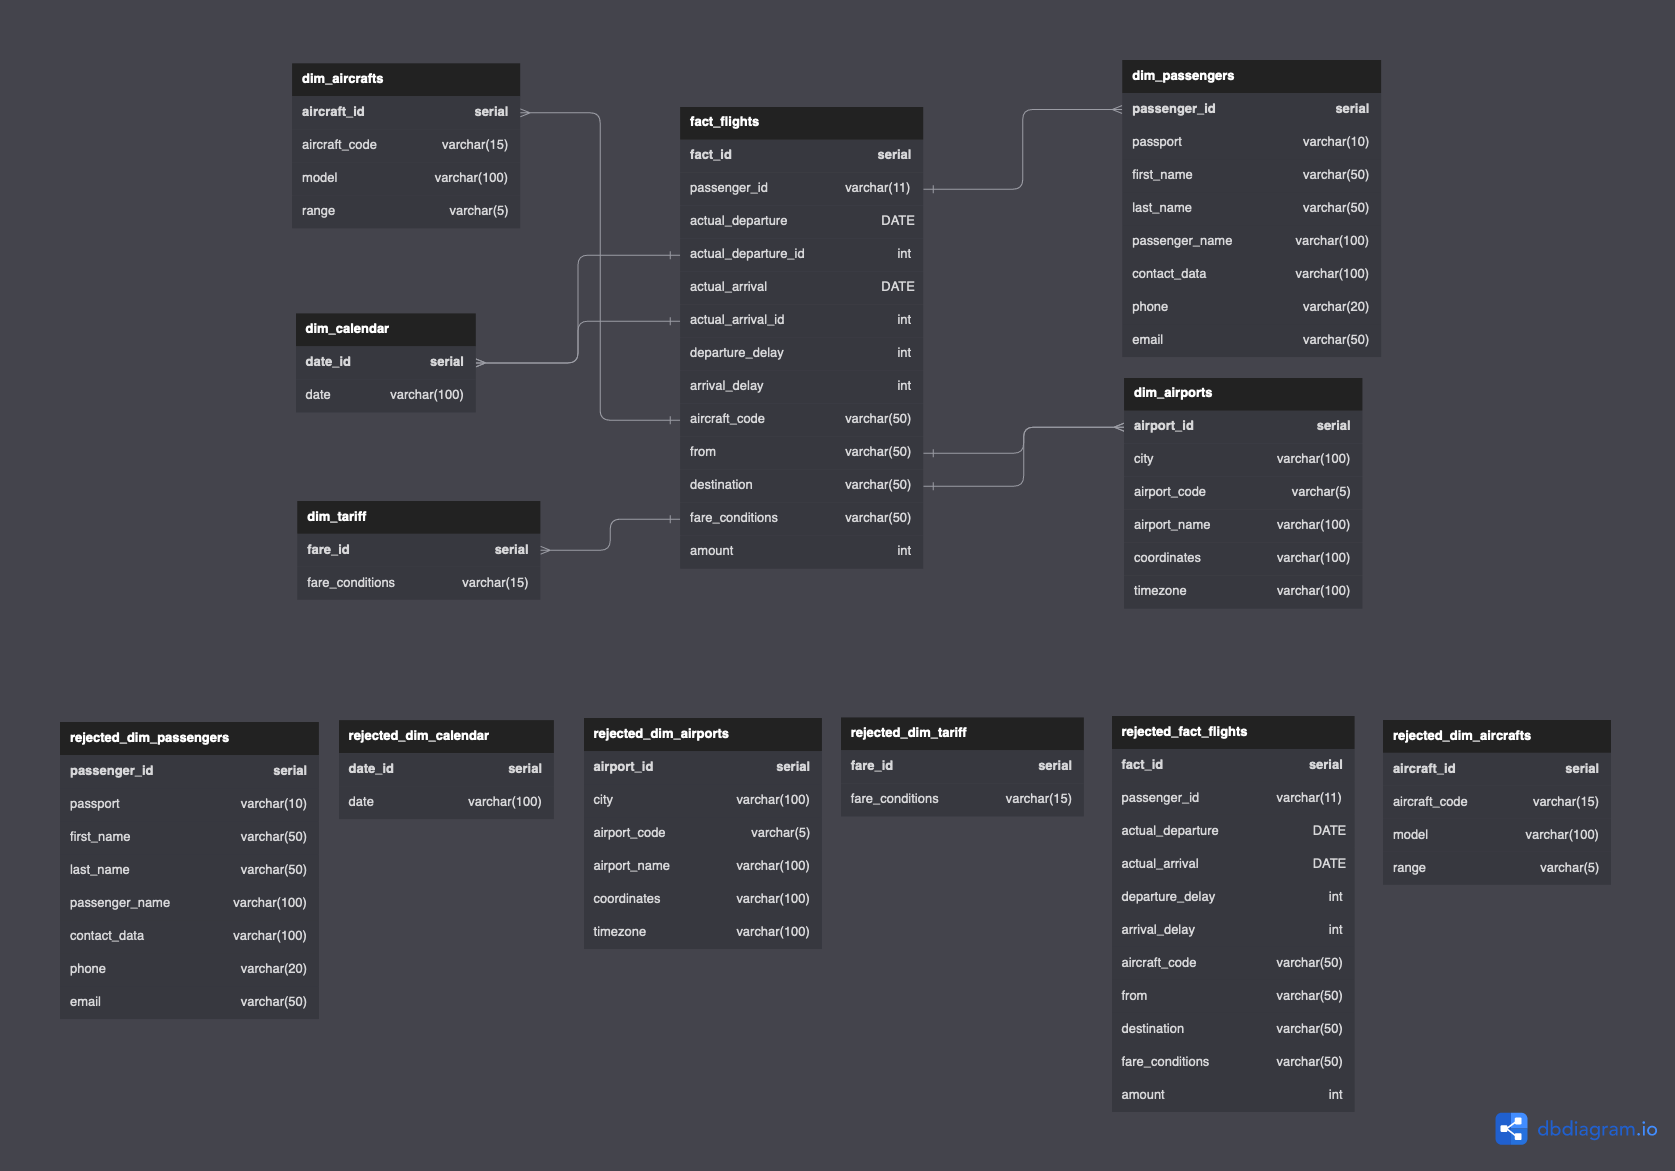 dim_aircrafts
aircraft_id serial
aircraft_code varchar(15)
model varchar(100)
range varchar(5)
dim_calendar
date_id serial
date varchar(100)
dim_tariff
fare_id serial
fare_conditions varchar(15)
fact_flights
fact_id serial
passenger_id varchar(11)
actual_departure DATE
actual_departure_id int
actual_arrival DATE
actual_arrival_id int
departure_delay int
arrival_delay int
aircraft_code varchar(50)
from varchar(50)
destination varchar(50)
fare_conditions varchar(50)
amount int
dim_passengers
passenger_id serial
passport varchar(10)
first_name varchar(50)
last_name varchar(50)
passenger_name varchar(100)
contact_data varchar(100)
phone varchar(20)
email varchar(50)
dim_airports
airport_id serial
city varchar(100)
airport_code varchar(5)
airport_name varchar(100)
coordinates varchar(100)
timezone varchar(100)
rejected_dim_passengers
passenger_id serial
passport varchar(10)
first_name varchar(50)
last_name varchar(50)
passenger_name varchar(100)
contact_data varchar(100)
phone varchar(20)
email varchar(50)
rejected_dim_calendar
date_id serial
date varchar(100)
rejected_dim_airports
airport_id serial
city varchar(100)
airport_code varchar(5)
airport_name varchar(100)
coordinates varchar(100)
timezone varchar(100)
rejected_dim_tariff
fare_id serial
fare_conditions varchar(15)
rejected_fact_flights
fact_id serial
passenger_id varchar(11)
actual_departure DATE
actual_arrival DATE
departure_delay int
arrival_delay int
aircraft_code varchar(50)
from varchar(50)
destination varchar(50)
fare_conditions varchar(50)
amount int
rejected_dim_aircrafts
aircraft_id serial
aircraft_code varchar(15)
model varchar(100)
range varchar(5)
dbdiagram.io